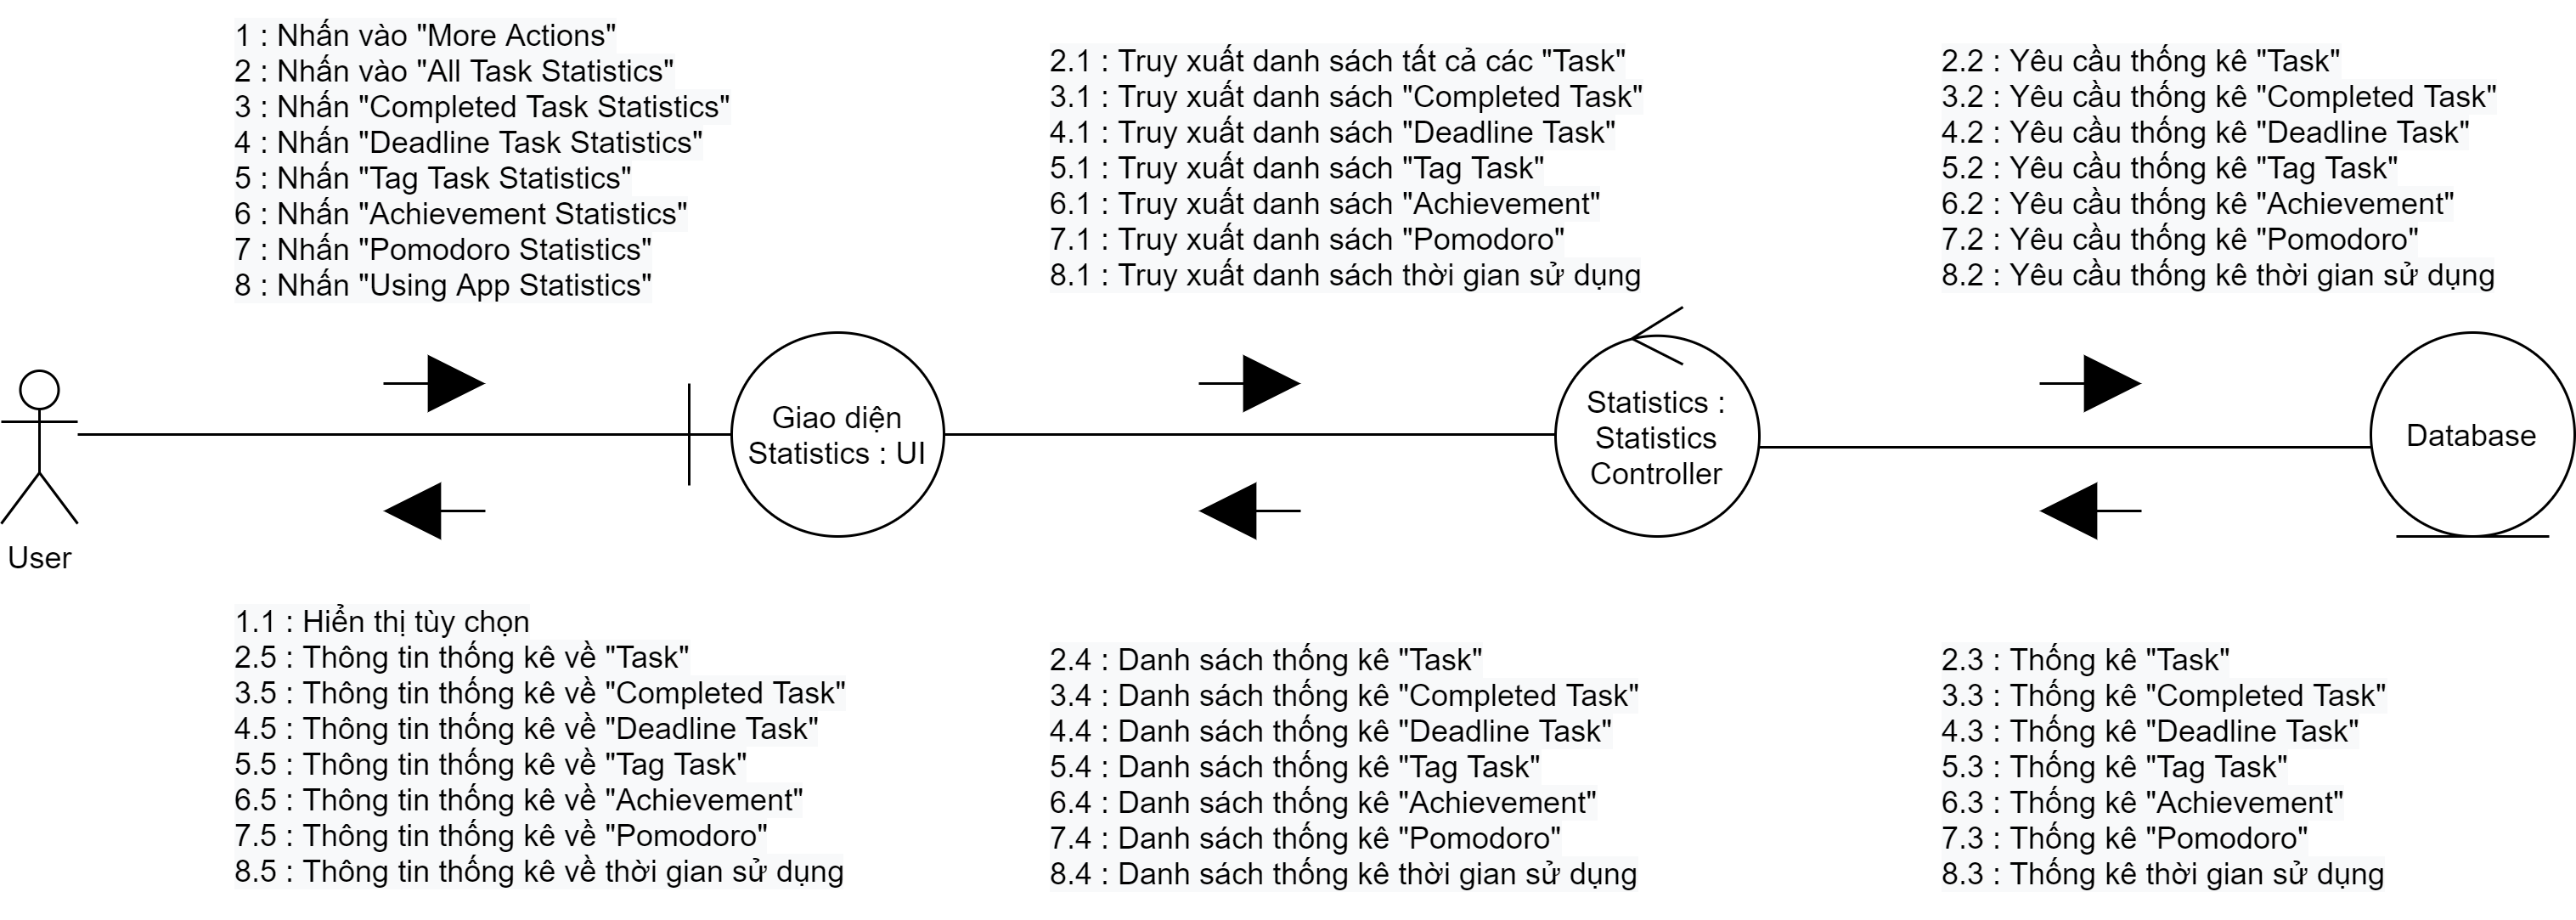 1 : Nhấn vào "More Actions"
2 : Nhấn vào "All Task Statistics"
3 : Nhấn "Completed Task Statistics"
4 : Nhấn "Deadline Task Statistics"
5 : Nhấn "Tag Task Statistics"
6 : Nhấn "Achievement Statistics"
7 : Nhấn "Pomodoro Statistics"
8 : Nhấn "Using App Statistics"
2.1 : Truy xuất danh sách tất cả các "Task"
3.1 : Truy xuất danh sách "Completed Task"
4.1 : Truy xuất danh sách "Deadline Task"
5.1 : Truy xuất danh sách "Tag Task"
6.1 : Truy xuất danh sách "Achievement"
7.1 : Truy xuất danh sách "Pomodoro"
8.1 : Truy xuất danh sách thời gian sử dụng
2.2 : Yêu cầu thống kê "Task"
3.2 : Yêu cầu thống kê "Completed Task"
4.2 : Yêu cầu thống kê "Deadline Task"
5.2 : Yêu cầu thống kê "Tag Task"
6.2 : Yêu cầu thống kê "Achievement"
7.2 : Yêu cầu thống kê "Pomodoro"
8.2 : Yêu cầu thống kê thời gian sử dụng
User
Giao diện
Statistics : UI
Statistics :
Statistics
Controller
Database
1.1 : Hiển thị tùy chọn
2.5 : Thông tin thống kê về "Task"
3.5 : Thông tin thống kê về "Completed Task"
4.5 : Thông tin thống kê về "Deadline Task"
5.5 : Thông tin thống kê về "Tag Task"
6.5 : Thông tin thống kê về "Achievement"
7.5 : Thông tin thống kê về "Pomodoro"
8.5 : Thông tin thống kê về thời gian sử dụng
2.4 : Danh sách thống kê "Task"
3.4 : Danh sách thống kê "Completed Task"
4.4 : Danh sách thống kê "Deadline Task"
5.4 : Danh sách thống kê "Tag Task"
6.4 : Danh sách thống kê "Achievement"
7.4 : Danh sách thống kê "Pomodoro"
8.4 : Danh sách thống kê thời gian sử dụng
2.3 : Thống kê "Task"
3.3 : Thống kê "Completed Task"
4.3 : Thống kê "Deadline Task"
5.3 : Thống kê "Tag Task"
6.3 : Thống kê "Achievement"
7.3 : Thống kê "Pomodoro"
8.3 : Thống kê thời gian sử dụng